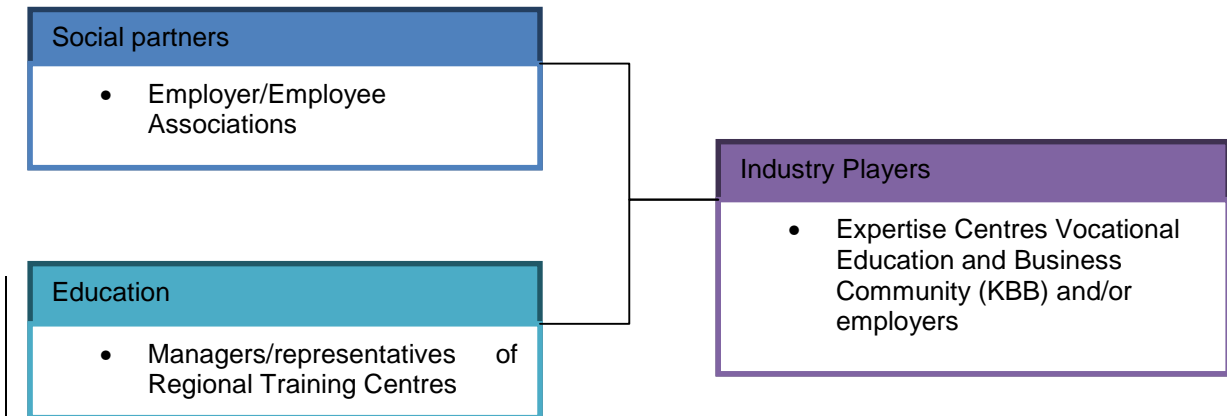 Social partners
• Employer/Employee
Associations
Education
• Managers/representatives of
Regional Training Centres
Industry Players
• Expertise Centres Vocational
Education and Business
Community (KBB) and/or
employers